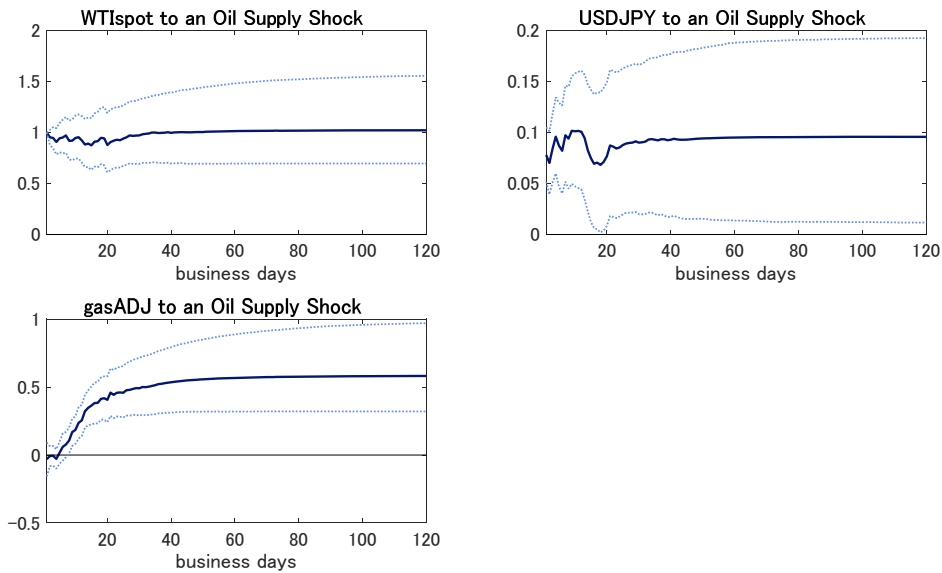 WTIspot to an Oil Supply Shock
2
1.5
1
0.5
0
20 40 60 80 100 120
business days
USDJPY to an Oil Supply Shock
0.2
0.15
0.1
0.05
0
20 40 60 80 100 120
business days
gasADJ to an Oil Supply Shock
1
0.5
0
-0.5
20 40 60 80 100 120
business days